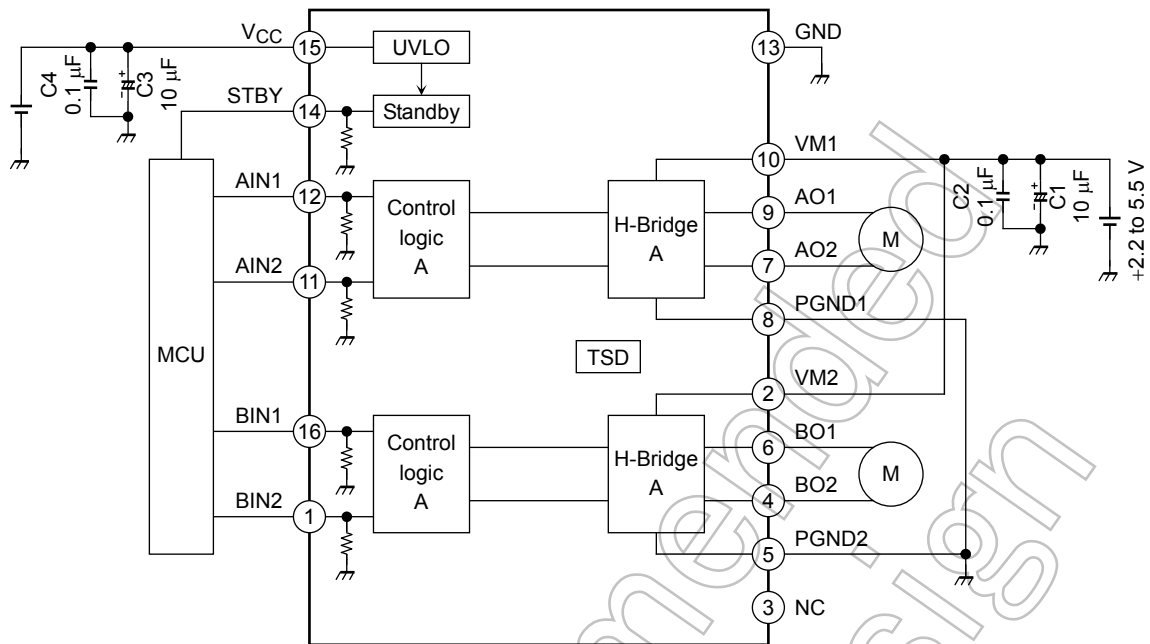 VCC
15
UVLO
13
GND
C4
0.1 μF
C3
10 μF
STBY
14
Standby
10
VM1
AIN1
12
Control
logic
A
H-Bridge
A
9
AO1
M
C2
0.1 μF
C1
10 μF
+2.2 to 5.5 V
7
AO2
AIN2
11
PGND1
8
MCU
TSD
2
VM2
BIN1
16
Control
logic
A
H-Bridge
A
6
BO1
M
4
BO2
BIN2
1
PGND2
5
3
NC
mended
sign